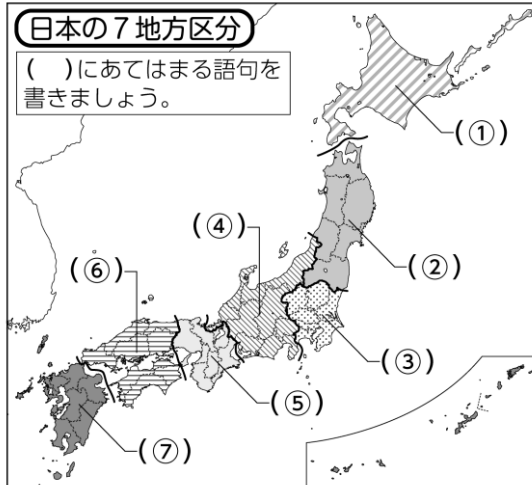 日本の7地方区分
(　)にあてはまる語句を
書きましょう。
(①)
(④)
(②)
(⑥)
(③)
(⑤)
(⑦)